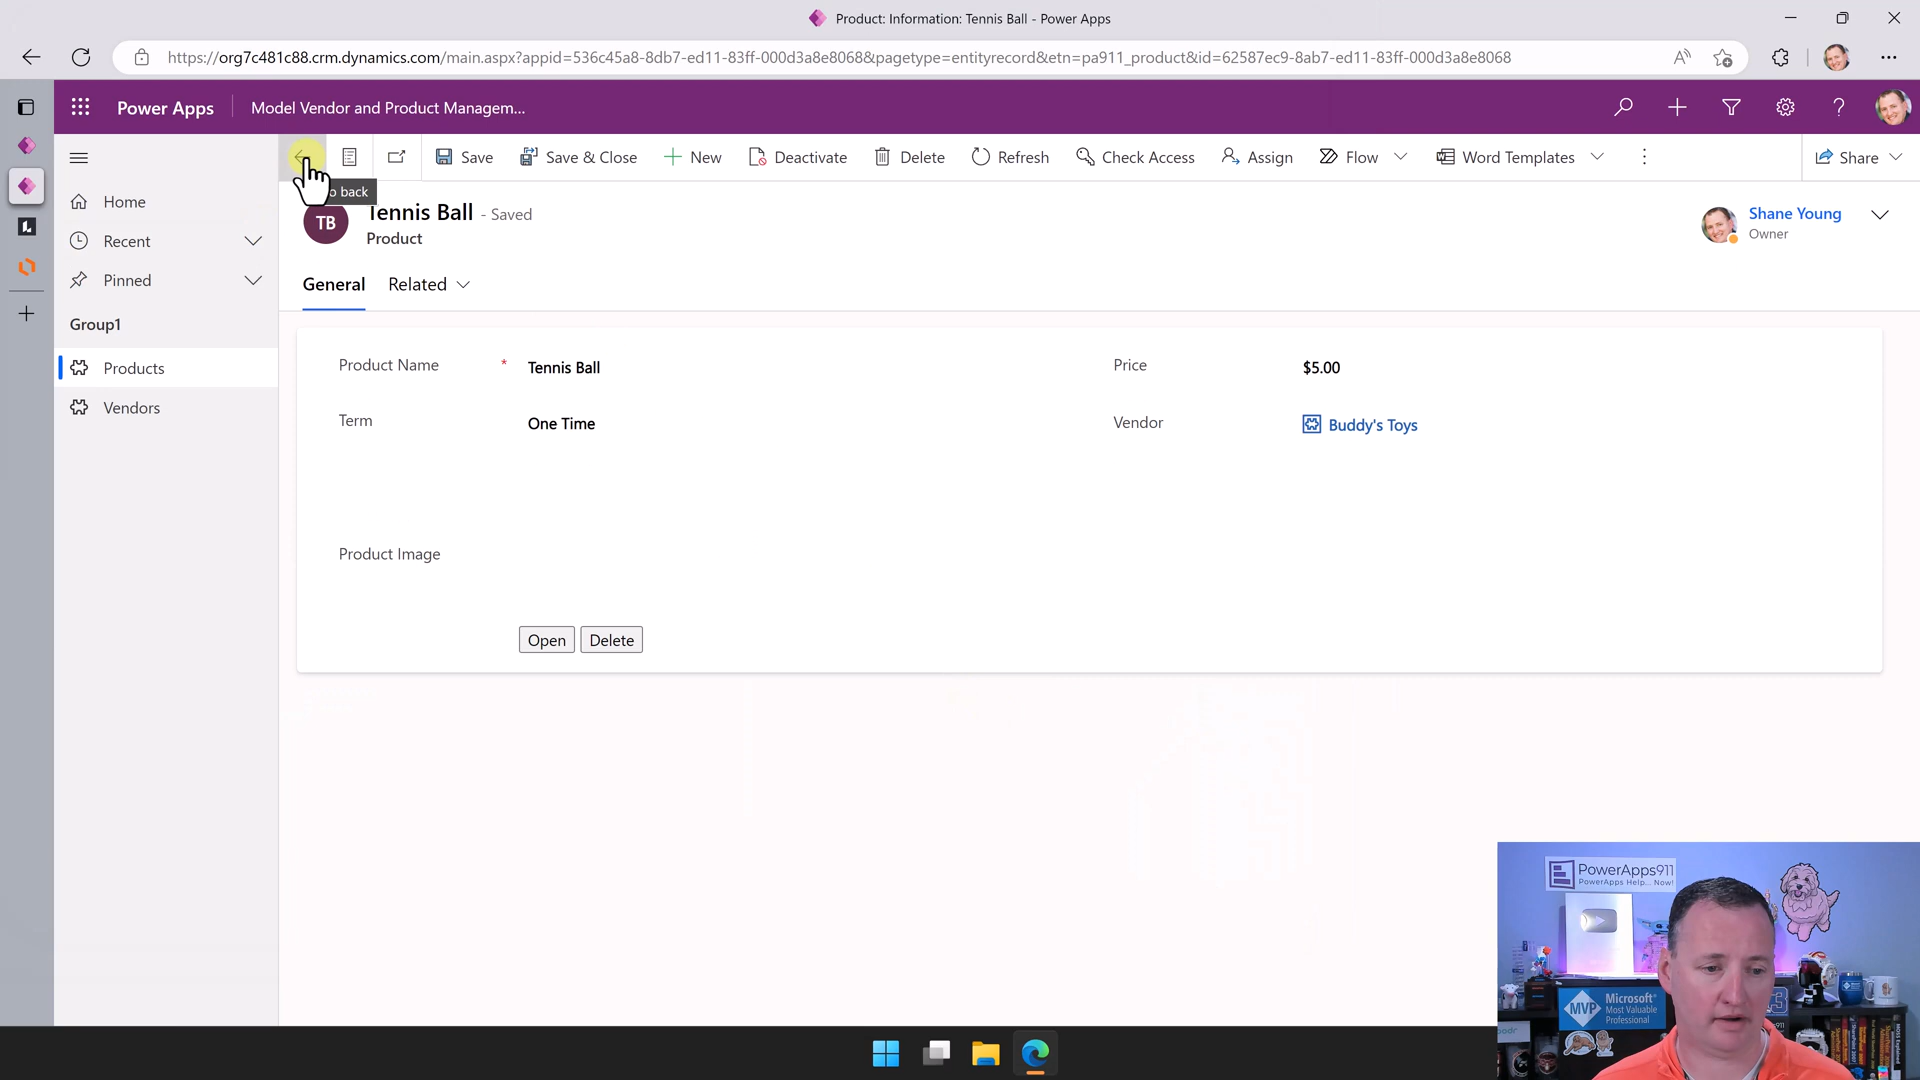 Product: Information: Tennis Ball - Power Apps
https://org7c481c88.crm.dynamics.com/main.aspx?appid=536c45a8-8db7-ed11-83ff-000d3a8e8068&pagetype=entityrecord&etn=pa911_product&id=62587ec9-8ab7-ed11-83ff-000d3a8e8068
Power Apps
Model Vendor and Product Managem...
Save
Save & Close
New
Deactivate
Delete
Refresh
Check Access
Assign
Flow
Word Templates
Share
o back
Home
Recent
Pinned
Group1
Products
Vendors
TB
Tennis Ball - Saved
Product
Shane Young
Owner
General
Related
Product Name * Tennis Ball
Price $5.00
Term One Time
Vendor Buddy's Toys
Product Image
Open
Delete
PowerApps911
PowerApps Help... Now!
MVP
Microsoft
Most Valuable
Professional